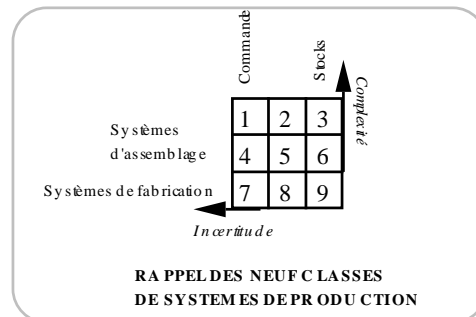 Commande
Stocks
Complexité
1 2 3
Systèmes
d'assemblage
4 5 6
Systèmes de fabrication
7 8 9
Incertitude
RAPPEL DES NEUF CLASSES
DE SYSTEMES DE PRODUCTION